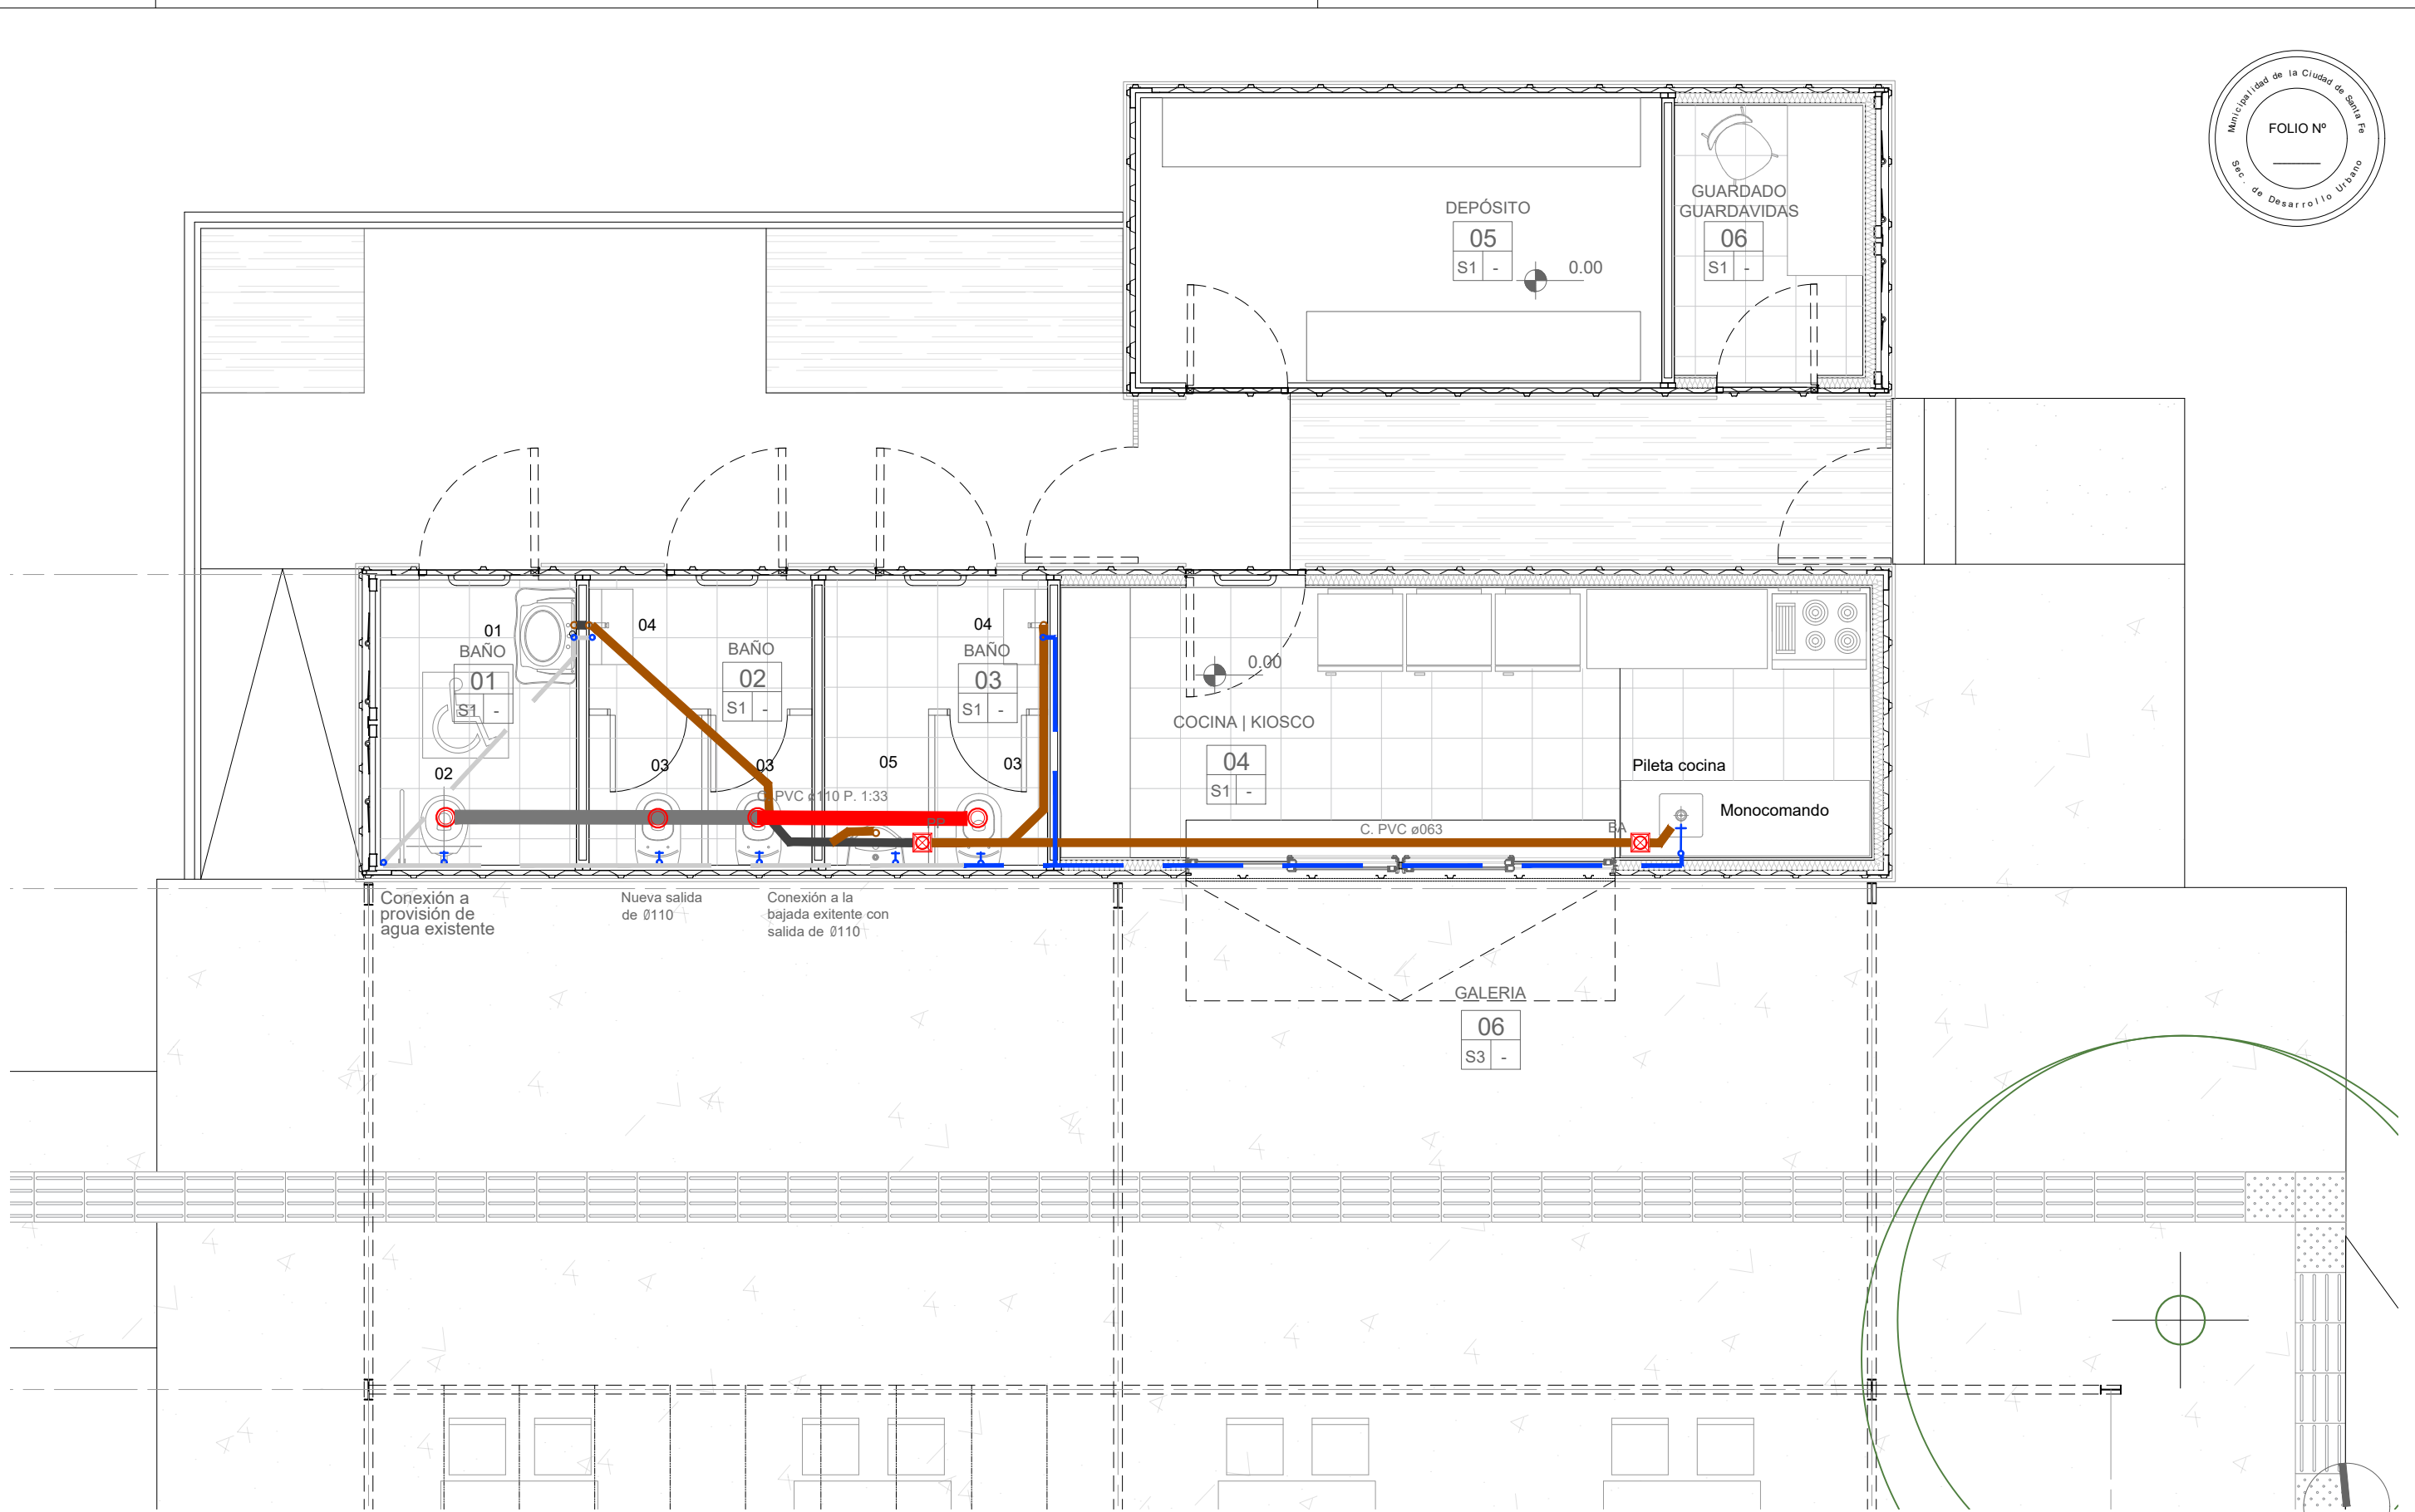 Municipalidad de la Ciudad de Santa Fe
FOLIO Nº
Sec. de Desarrollo Urbano
DEPÓSITO
05
S1 -
0.00
GUARDADO
GUARDAVIDAS
06
S1 -
01
BAÑO
01
S1 -
02
04
BAÑO
02
S1 -
03
03
04
BAÑO
03
S1 -
05
03
C. PVC ø110 P. 1:33
PP
0.00
COCINA | KIOSCO
04
S1 -
Pileta cocina
Monocomando
C. PVC ø063
BA
Conexión a
provisión de
agua existente
Nueva salida
de Ø110
Conexión a la
bajada exitente con
salida de Ø110
GALERIA
06
S3 -